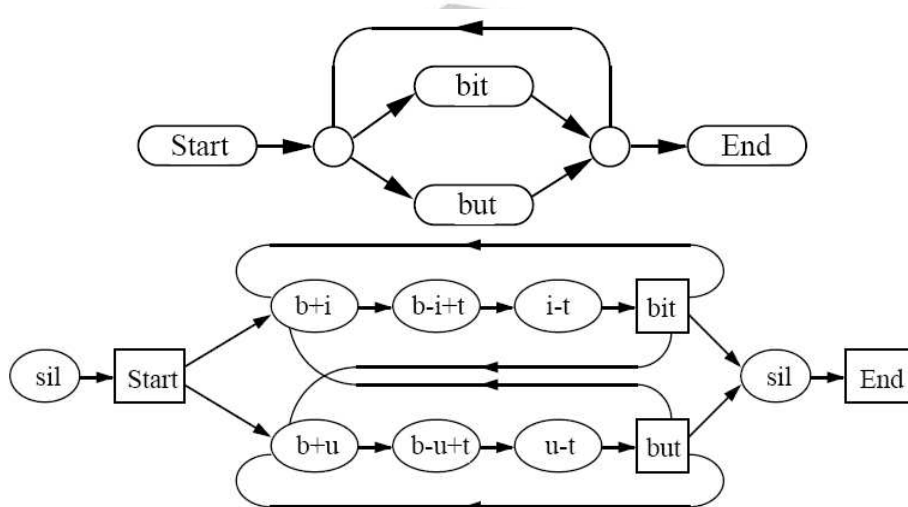 bit
Start
End
but
b+i
b-i+t
i-t
bit
sil
Start
sil
End
b+u
b-u+t
u-t
but